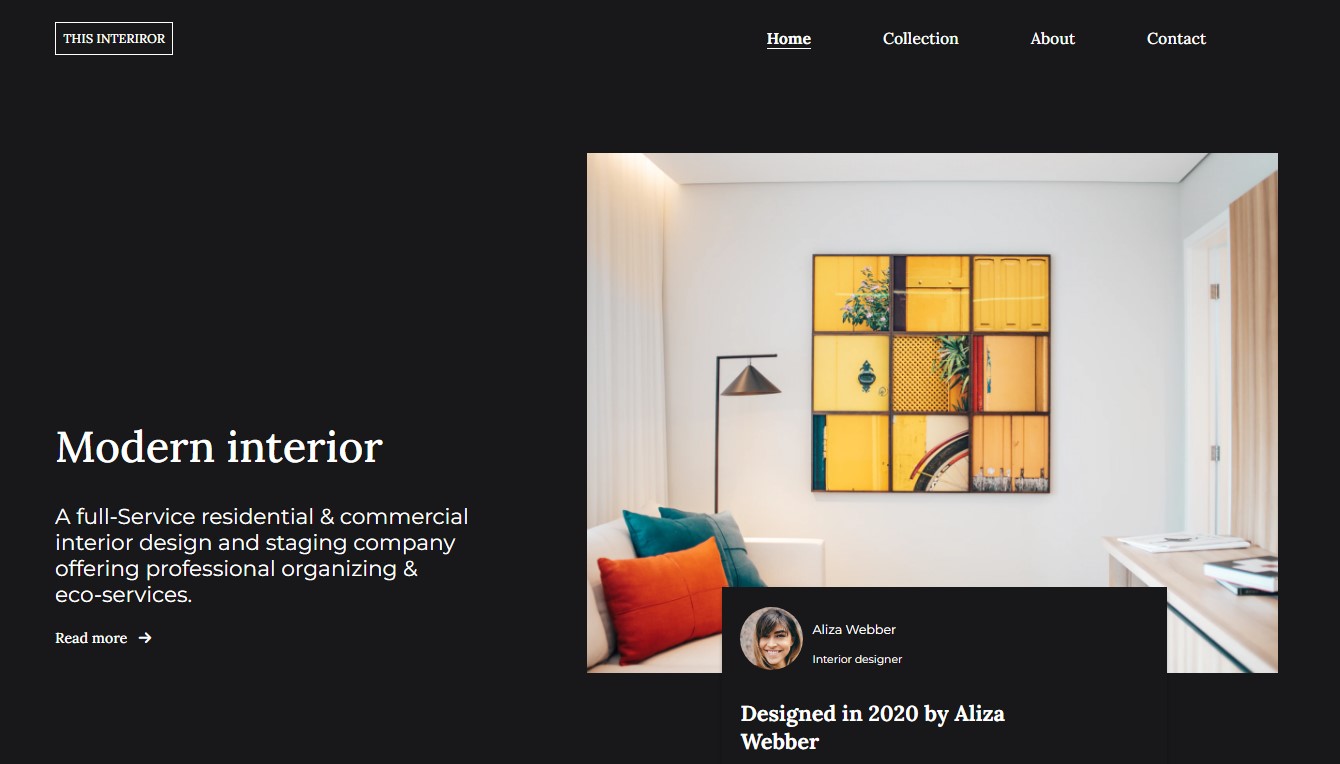 THIS INTERIROR
Home
Collection
About
Contact
Modern interior
A full-Service residential & commercial
interior design and staging company
offering professional organizing &
eco-services.
Read more
Aliza Webber
Interior designer
Designed in 2020 by Aliza
Webber